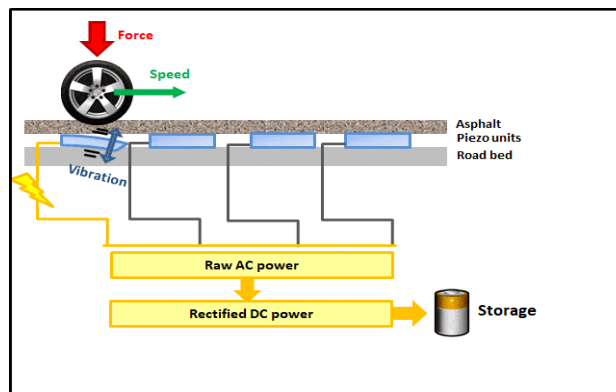 Force
Speed
Asphalt
Piezo units
Road bed
Vibration
Raw AC power
Rectified DC power
Storage